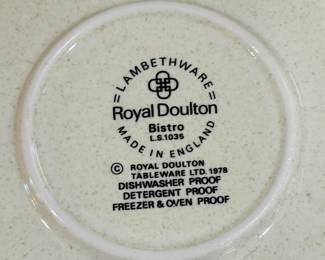 =LAMBETHWARE=
Royal Doulton
Bistro
L.S.1035
MADE IN ENGLAND
© ROYAL DOULTON
TABLEWARE LTD. 1978
DISHWASHER PROOF
DETERGENT PROOF
FREEZER & OVEN PROOF